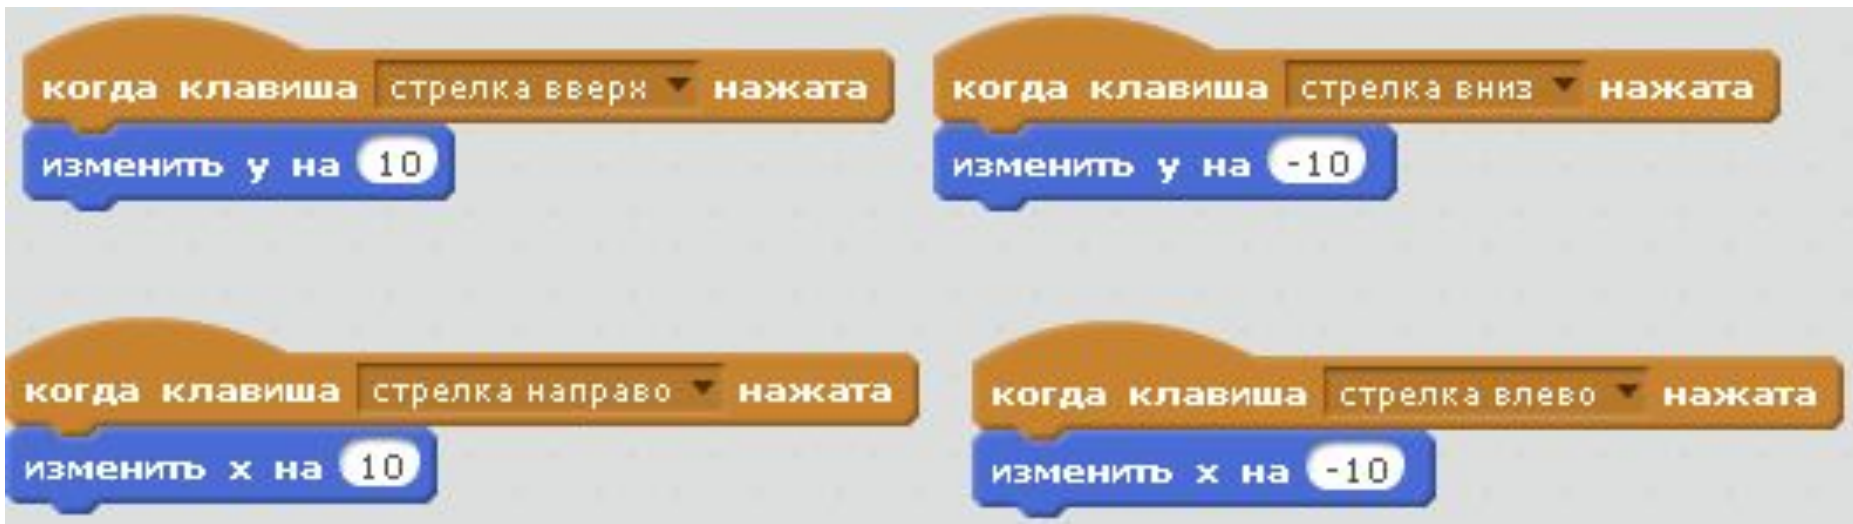 когда клавиша стрелка вверх нажата
изменить y на 10
когда клавиша стрелка вниз нажата
изменить y на -10
когда клавиша стрелка направо нажата
изменить x на 10
когда клавиша стрелка влево нажата
изменить x на -10